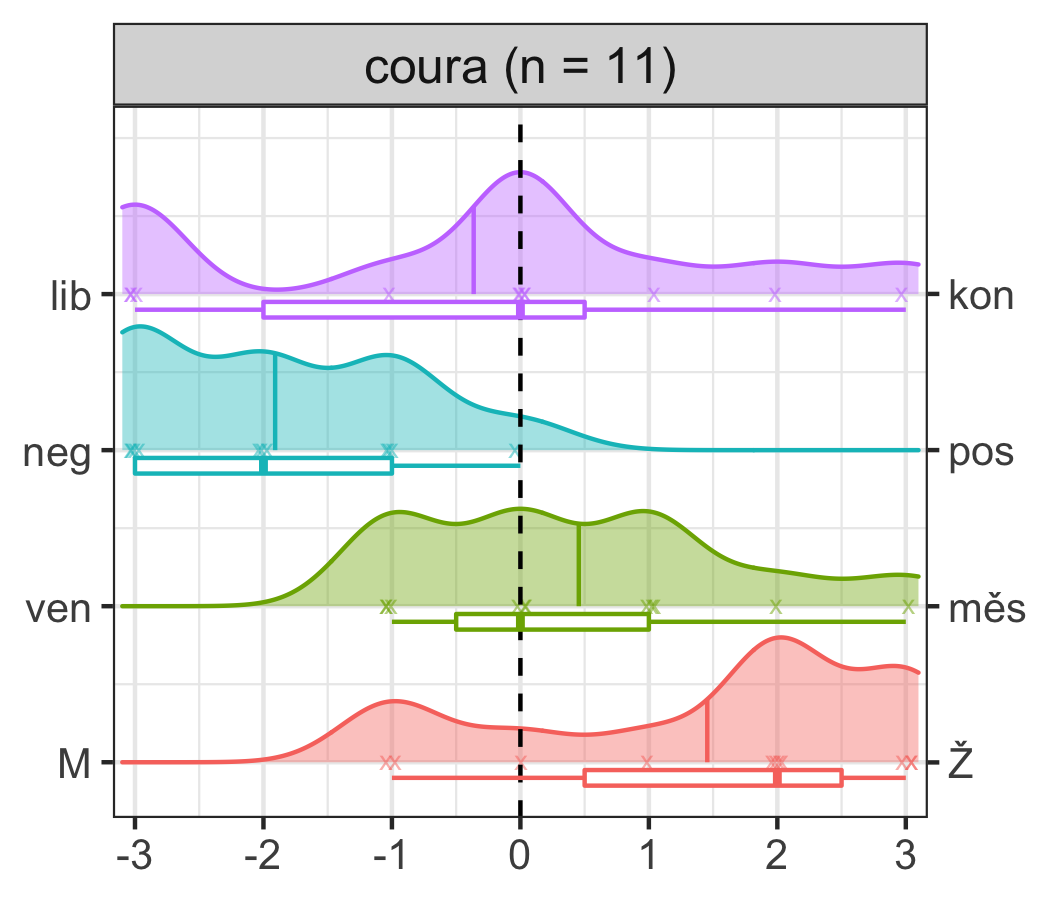 coura (n = 11)
lib kon
neg pos
ven měs
M Ž
-3 -2 -1 0 1 2 3